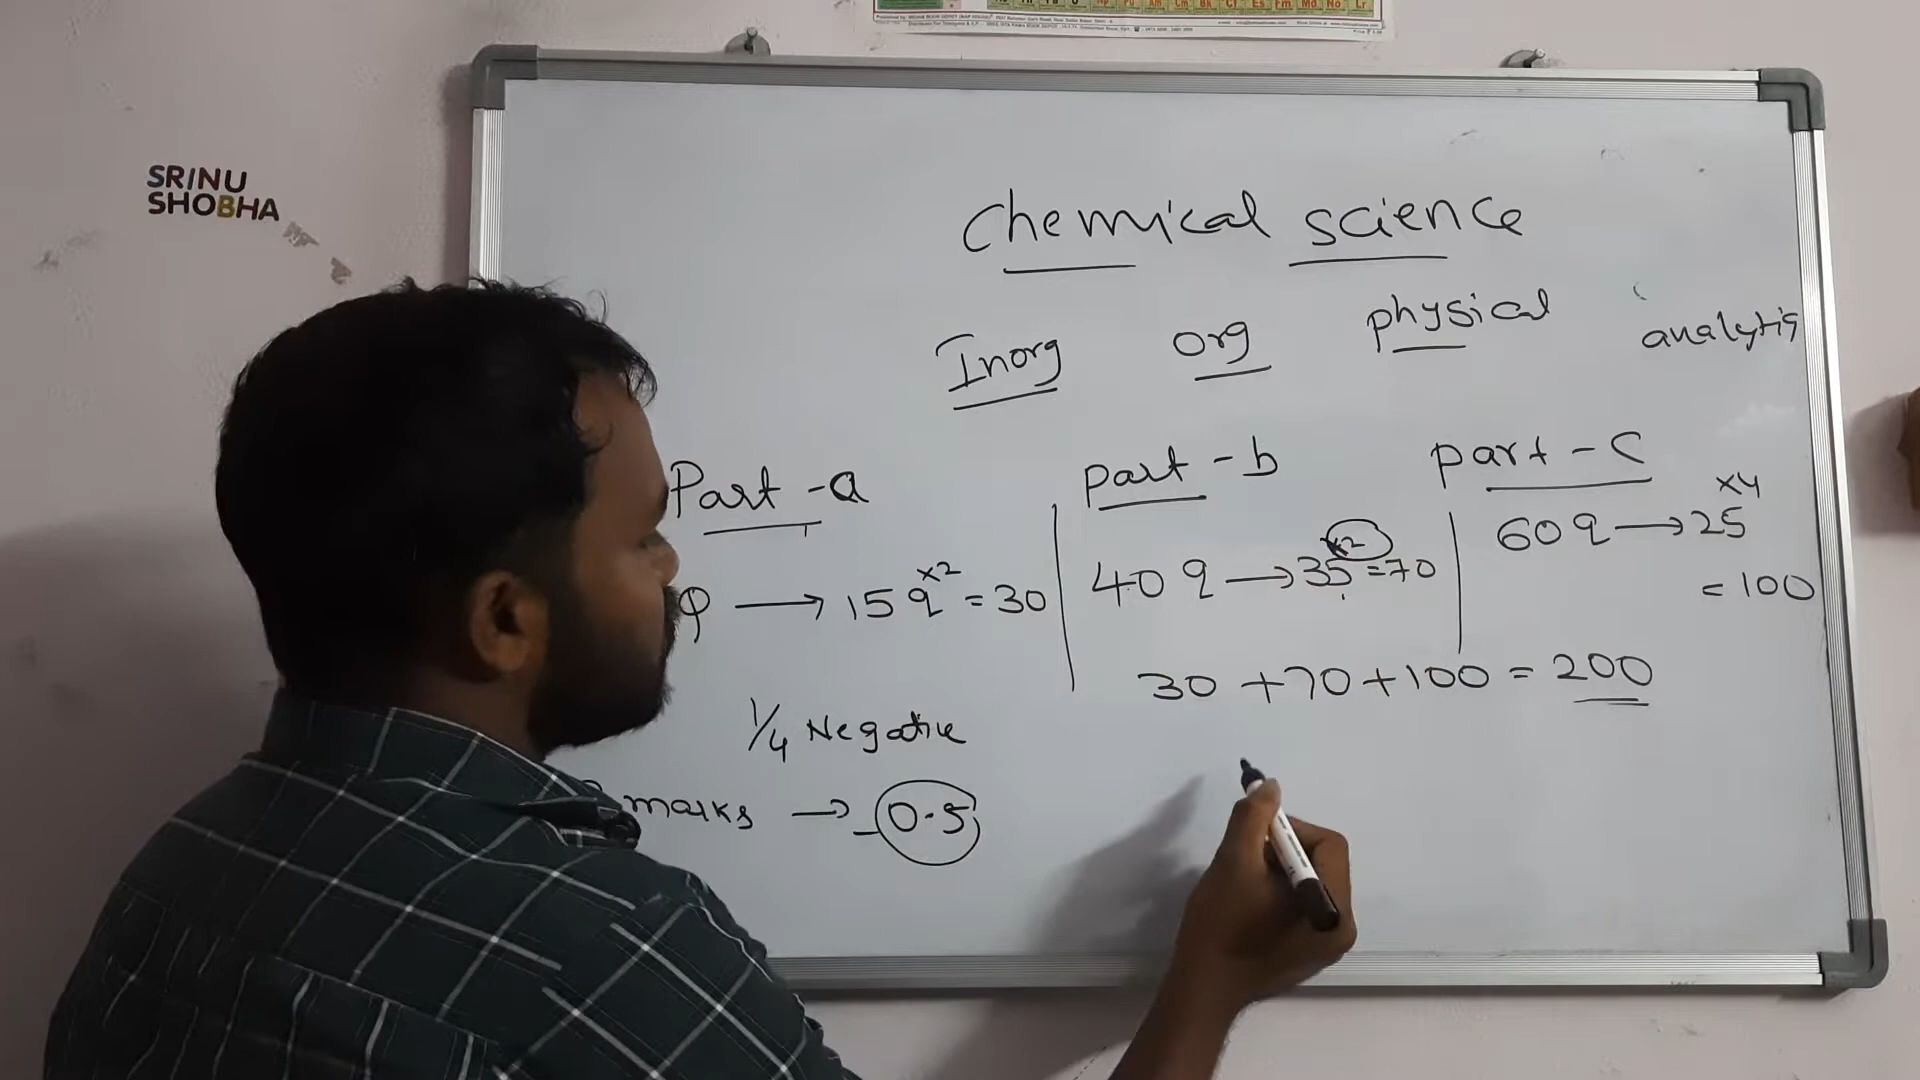 SRINU
SHOBHA
Chemical science
Inorg org physical analytic
Part - a
Q → 15 q x2 = 30
1/4 Negative
marks → -0.5
part - b
40 q → 35 x2 = 70
part - c
60 q → 25 x4
= 100
30 + 70 + 100 = 200